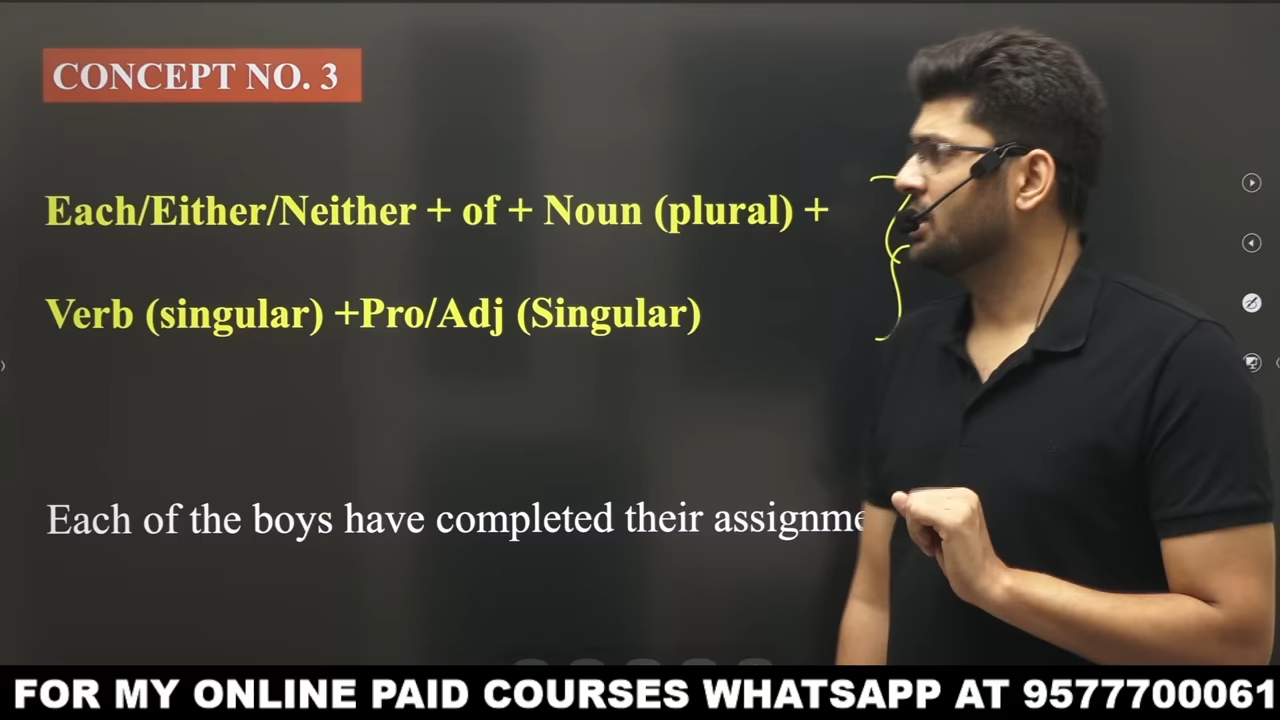 CONCEPT NO. 3
Each/Either/Neither + of + Noun (plural) +
Verb (singular) +Pro/Adj (Singular)
Each of the boys have completed their assignme
FOR MY ONLINE PAID COURSES WHATSAPP AT 9577700061